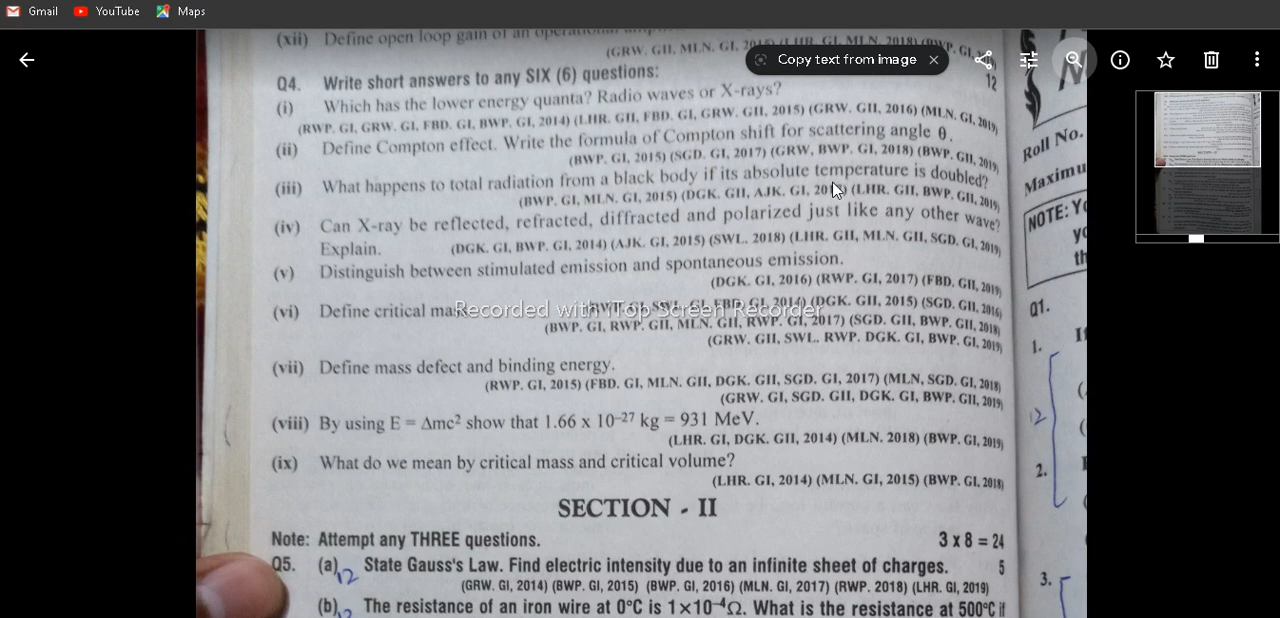 Gmail YouTube Maps
Copy text from image
(xii) Define open loop gain of an operational
(GRW. GII, MLN. GI, 2018)
Q4. Write short answers to any SIX (6) questions: 12
(i) Which has the lower energy quanta? Radio waves or X-rays?
(RWP. GI, GRW. GI, FBD. GI, BWP. GI, 2014) (LHR. GII, FBD. GI, GRW. GII, 2015) (GRW. GII, 2016) (MLN. GI, 2019)
(ii) Define Compton effect. Write the formula of Compton shift for scattering angle θ.
(BWP. GI, 2015) (SGD. GI, 2017) (GRW, BWP. GI, 2018) (BWP. GII, 2019)
(iii) What happens to total radiation from a black body if its absolute temperature is doubled?
(BWP. GI, MLN. GI, 2015) (DGK. GII, AJK. GI, (LHR. GII, BWP. GII, 2019)
(iv) Can X-ray be reflected, refracted, diffracted and polarized just like any other wave?
Explain. (DGK. GI, BWP. GI, 2014) (AJK. GI, 2015) (SWL. 2018) (LHR. GII, MLN. GII, SGD. GI, 2019)
(v) Distinguish between stimulated emission and spontaneous emission.
(DGK. GI, 2016) (RWP. GI, 2017) (FBD. GII, 2019)
(vi) Define critical mass. FBD. GI, 2014) (DGK. GII, 2015) (SGD. GI, 2016)
Recorded with iTop Screen Recorder
(BWP. GI, RWP. GII, MLN. GII, RWP. GI, 2017) (SGD. GII, BWP. GII, 2018)
(GRW. GII, SWL. RWP. DGK. GI, BWP. GI, 2019)
(vii) Define mass defect and binding energy.
(RWP. GI, 2015) (FBD. GI, MLN. GII, DGK. GII, SGD. GI, 2017) (MLN, SGD. GI, 2018)
(GRW. GI, SGD. GII, DGK. GI, BWP. GII, 2019)
(viii) By using E = Δmc² show that 1.66 x 10⁻²⁷ kg = 931 MeV.
(LHR. GI, DGK. GII, 2014) (MLN. 2018) (BWP. GI, 2019)
(ix) What do we mean by critical mass and critical volume?
(LHR. GI, 2014) (MLN. GI, 2015) (BWP. GI, 2018)
SECTION - II
Note: Attempt any THREE questions. 3 x 8 = 24
Q5. (a) 12 State Gauss's Law. Find electric intensity due to an infinite sheet of charges. 5
(GRW. GI, 2014) (BWP. GI, 2015) (BWP. GI, 2016) (MLN. GI, 2017) (RWP. 2018) (LHR. GI, 2019)
(b) The resistance of an iron wire at 0°C is 1×10⁻⁴Ω. What is the resistance at 500°C if
Roll No.
Maximu
NOTE: Y
Q1.
1.
12
2.
3.